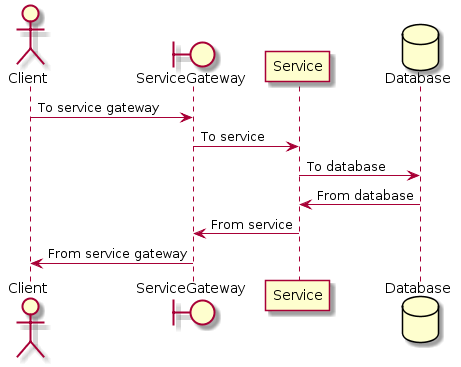 Client
ServiceGateway
Service
Database
To service gateway
To service
To database
From database
From service
From service gateway
Client
ServiceGateway
Service
Database